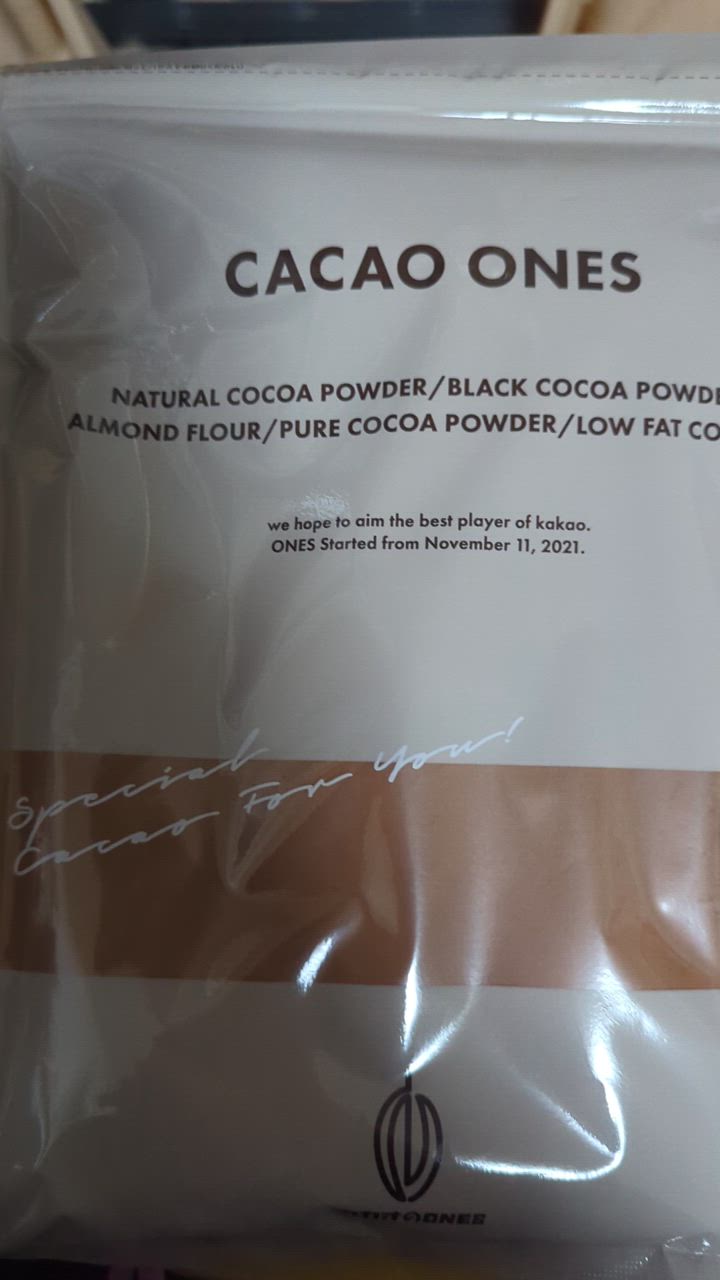 CACAO ONES
NATURAL COCOA POWDER/BLACK COCOA POWDE
ALMOND FLOUR/PURE COCOA POWDER/LOW FAT CO
we hope to aim the best player of kakao.
ONES Started from November 11, 2021.
Special
Cacao For You!
ONES